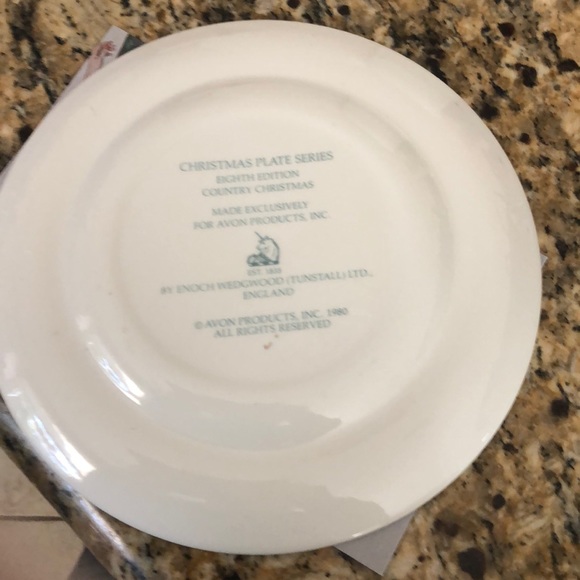 CHRISTMAS PLATE SERIES
EIGHTH EDITION
COUNTRY CHRISTMAS
MADE EXCLUSIVELY
FOR AVON PRODUCTS, INC.
EST. 1835
BY ENOCH WEDGWOOD (TUNSTALL) LTD.,
ENGLAND
© AVON PRODUCTS, INC. 1980
ALL RIGHTS RESERVED